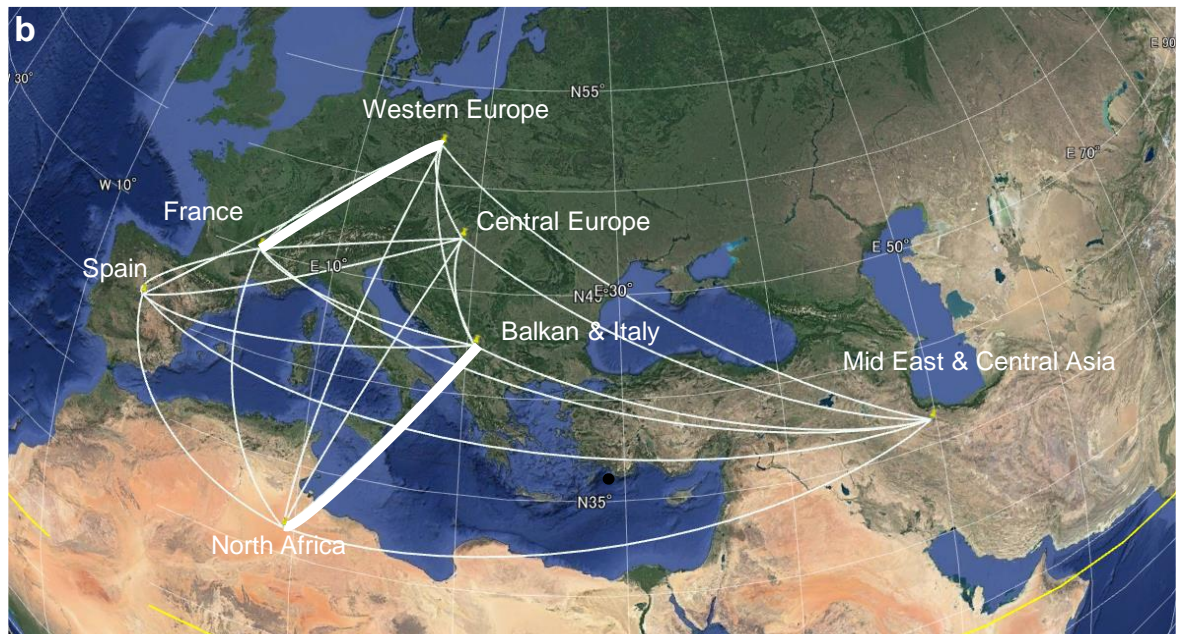 b
E 90
W 30°
N55°
Western Europe
E 70°
W 10°
France
Central Europe
E 50°
Spain
E 10°
N45°
E 30°
Balkan & Italy
Mid East & Central Asia
N35°
North Africa